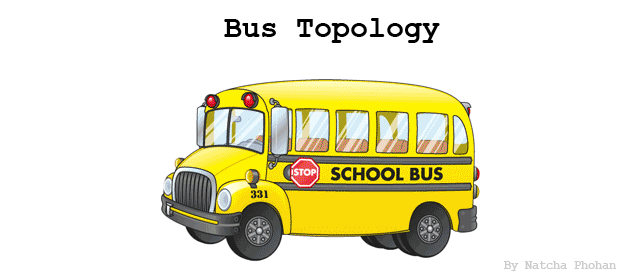 Bus Topology
STOP
SCHOOL BUS
331
By Natcha Phohan